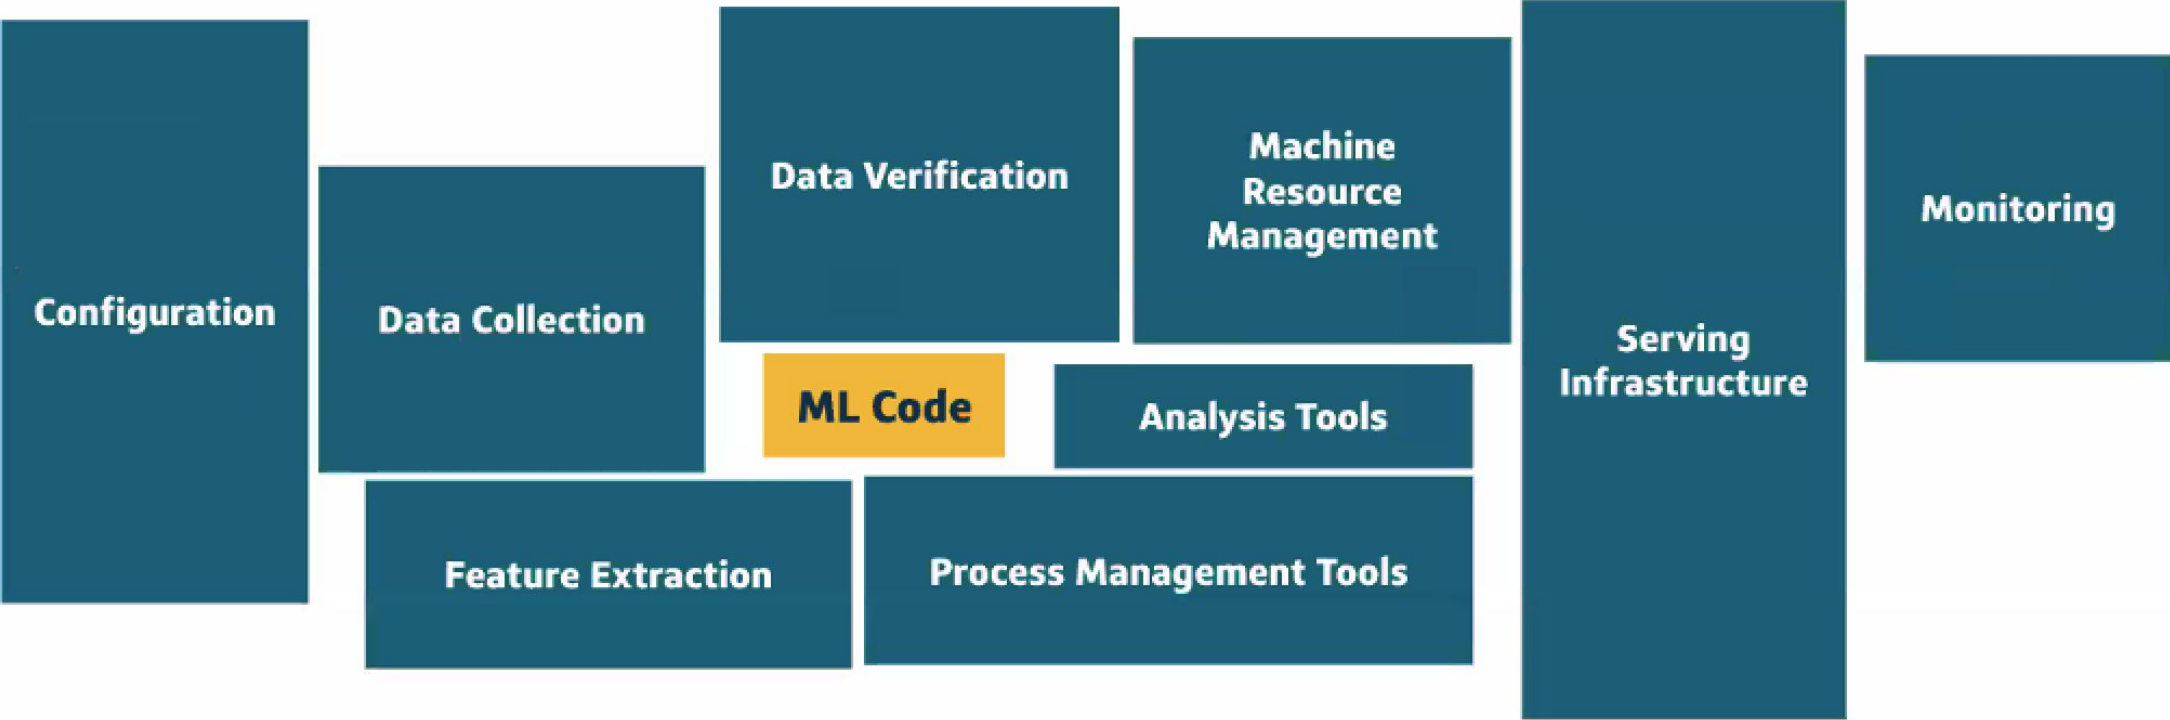 Configuration
Data Collection
Data Verification
Machine
Resource
Management
Serving
Infrastructure
Monitoring
ML Code
Analysis Tools
Feature Extraction
Process Management Tools